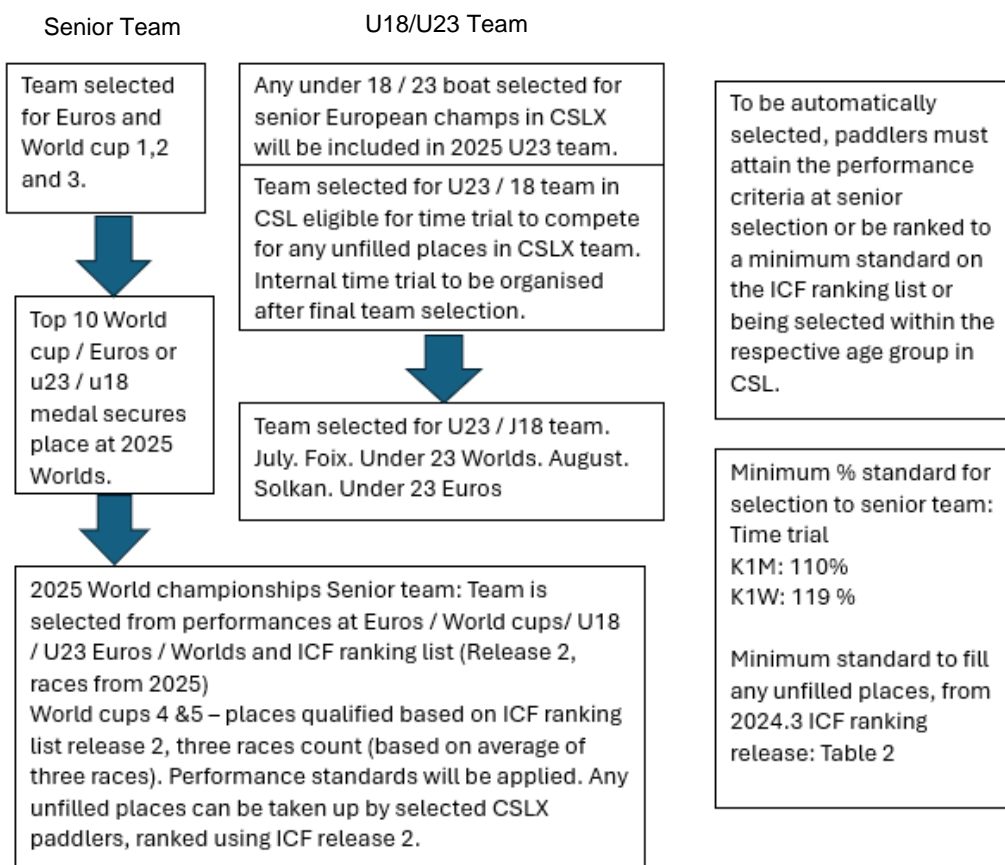 Senior Team
U18/U23 Team
Team selected
for Euros and
World cup 1,2
and 3.
Top 10 World
cup / Euros or
u23 / u18
medal secures
place at 2025
Worlds.
Any under 18 / 23 boat selected for
senior European champs in CSLX
will be included in 2025 U23 team.
Team selected for U23 / 18 team in
CSL eligible for time trial to compete
for any unfilled places in CSLX team.
Internal time trial to be organised
after final team selection.
Team selected for U23 / J18 team.
July. Foix. Under 23 Worlds. August.
Solkan. Under 23 Euros
2025 World championships Senior team: Team is
selected from performances at Euros / World cups/ U18
/ U23 Euros / Worlds and ICF ranking list (Release 2,
races from 2025)
World cups 4 &5 – places qualified based on ICF ranking
list release 2, three races count (based on average of
three races). Performance standards will be applied. Any
unfilled places can be taken up by selected CSLX
paddlers, ranked using ICF release 2.
To be automatically
selected, paddlers must
attain the performance
criteria at senior
selection or be ranked to
a minimum standard on
the ICF ranking list or
being selected within the
respective age group in
CSL.
Minimum % standard for
selection to senior team:
Time trial
K1M: 110%
K1W: 119 %
Minimum standard to fill
any unfilled places, from
2024.3 ICF ranking
release: Table 2